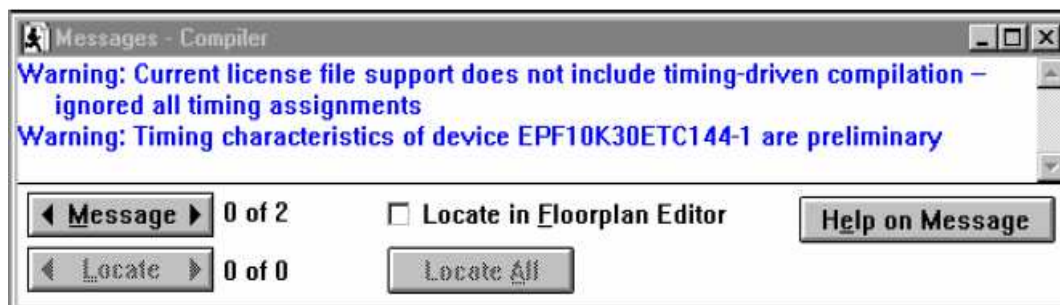 Messages - Compiler
Warning: Current license file support does not include timing-driven compilation –
ignored all timing assignments
Warning: Timing characteristics of device EPF10K30ETC144-1 are preliminary
Message 0 of 2 Locate in Floorplan Editor Help on Message
Locate 0 of 0 Locate All